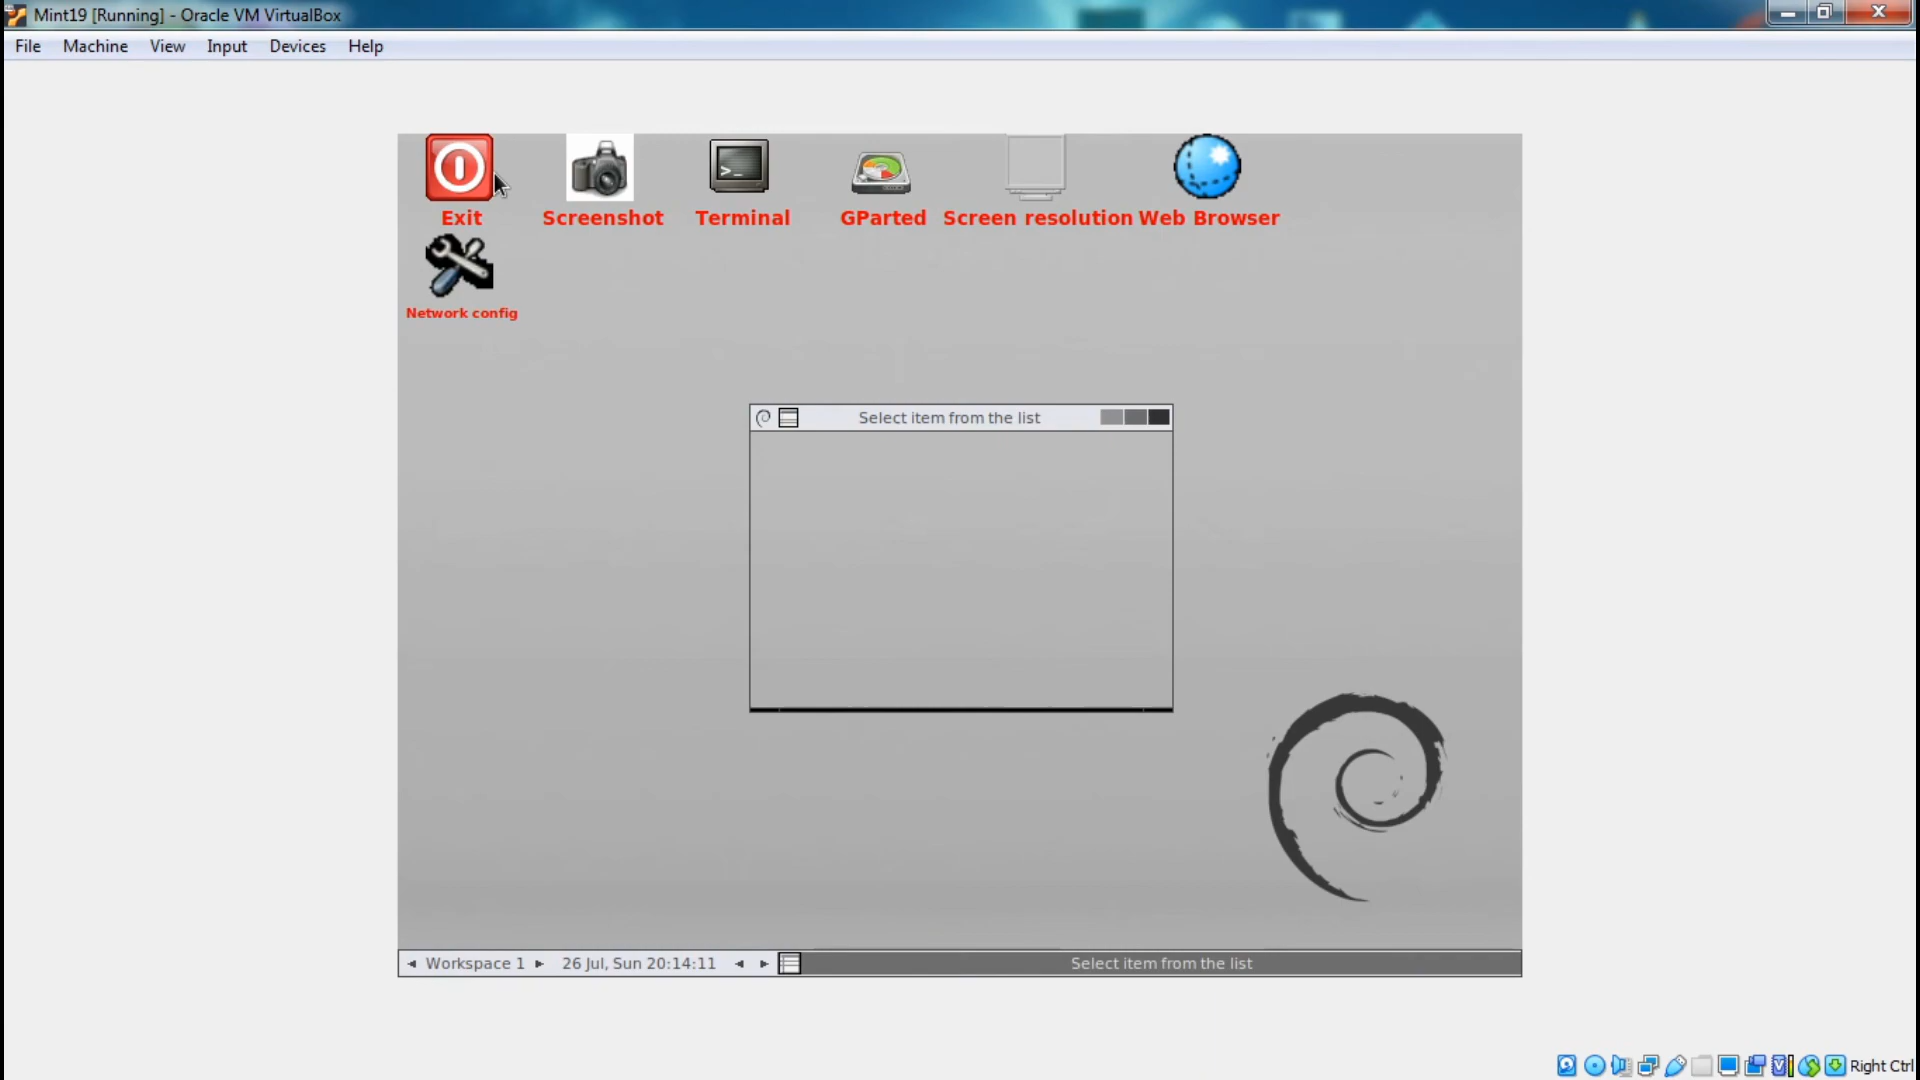 Mint19 [Running] - Oracle VM VirtualBox
File Machine View Input Devices Help
Exit Screenshot Terminal GParted Screen resolution Web Browser
Network config
Select item from the list
Workspace 1 26 Jul, Sun 20:14:11 Select item from the list
Right Ctrl